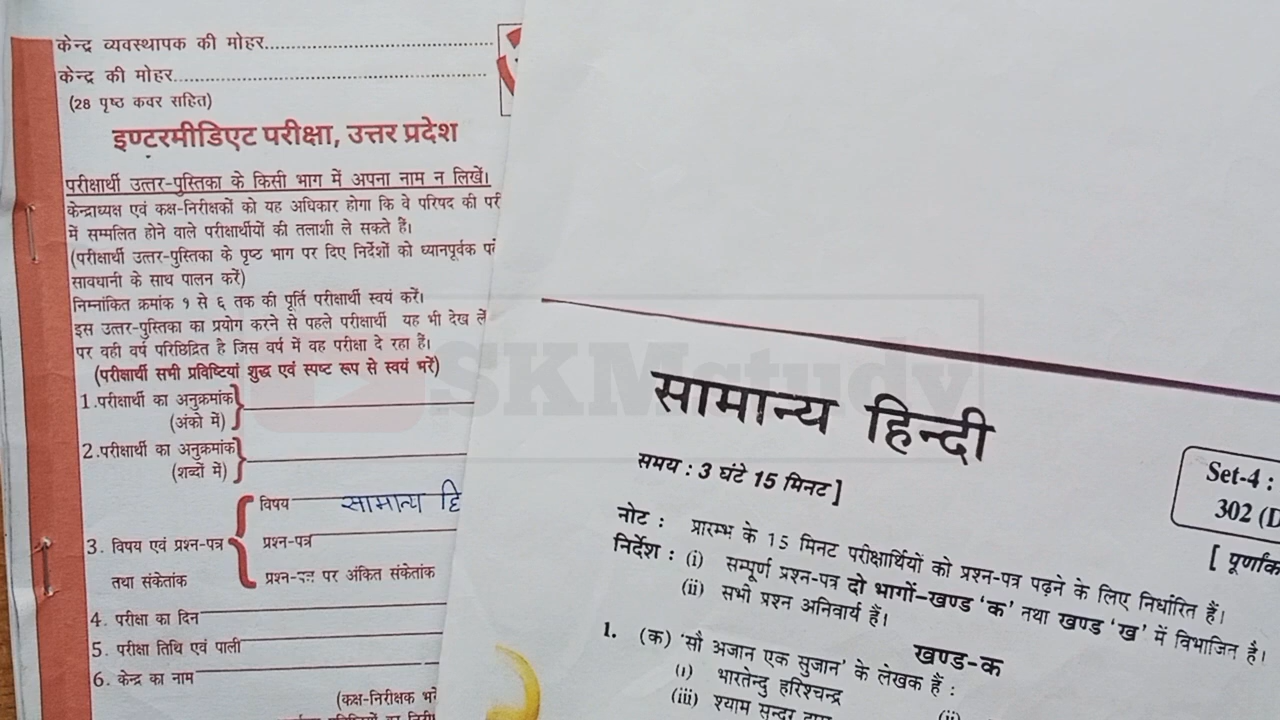 केन्द्र व्यवस्थापक की मोहर
केन्द्र की मोहर
(28 पृष्ठ कवर सहित)
इण्टरमीडिएट परीक्षा, उत्तर प्रदेश
परीक्षार्थी उत्तर-पुस्तिका के किसी भाग में अपना नाम न लिखें।
केन्द्राध्यक्ष एवं कक्ष-निरीक्षकों को यह अधिकार होगा कि वे परिषद की
में सम्मलित होने वाले परीक्षार्थीयों की तलाशी ले सकते हैं।
(परीक्षार्थी उत्तर-पुस्तिका के पृष्ठ भाग पर दिए निर्देशों को ध्यानपूर्वक
सावधानी के साथ पालन करें)
निम्नांकित क्रमांक १ से ६ तक की पूर्ति परीक्षार्थी स्वयं करें।
इस उत्तर-पुस्तिका का प्रयोग करने से पहले परीक्षार्थी यह भी देख लें
पर वही वर्ष परिछिद्रित है जिस वर्ष में वह परीक्षा दे रहा हैं।
(परीक्षार्थी सभी प्रविष्टियां शुद्ध एवं स्पष्ट रूप से स्वयं भरें)
1.परीक्षार्थी का अनुक्रमांक
(अंको में)
2.परीक्षार्थी का अनुक्रमांक
(शब्दों में)
विषय सामान्य हि
3. विषय एवं प्रश्न-पत्र
प्रश्न-पत्र
तथा संकेतांक
प्रश्न-पत्र पर अंकित संकेतांक
4. परीक्षा का दिन
5. परीक्षा तिथि एवं पाली
6. केन्द्र का नाम
(कक्ष-निरीक्षक
SKMstudy
सामान्य हिन्दी
समय : 3 घंटे 15 मिनट]
Set-4 :
302 (D
[ पूर्णांक
नोट : प्रारम्भ के 15 मिनट परीक्षार्थियों को प्रश्न-पत्र पढ़ने के लिए निर्धारित हैं।
निर्देश : (i) सम्पूर्ण प्रश्न-पत्र दो भागों-खण्ड 'क' तथा खण्ड 'ख' में विभाजित है।
(ii) सभी प्रश्न अनिवार्य हैं।
खण्ड-क
1. (क) 'सौ अजान एक सुजान' के लेखक हैं :
(i) भारतेन्दु हरिश्चन्द्र
(ii)
(iii) श्याम सुन्दर दास